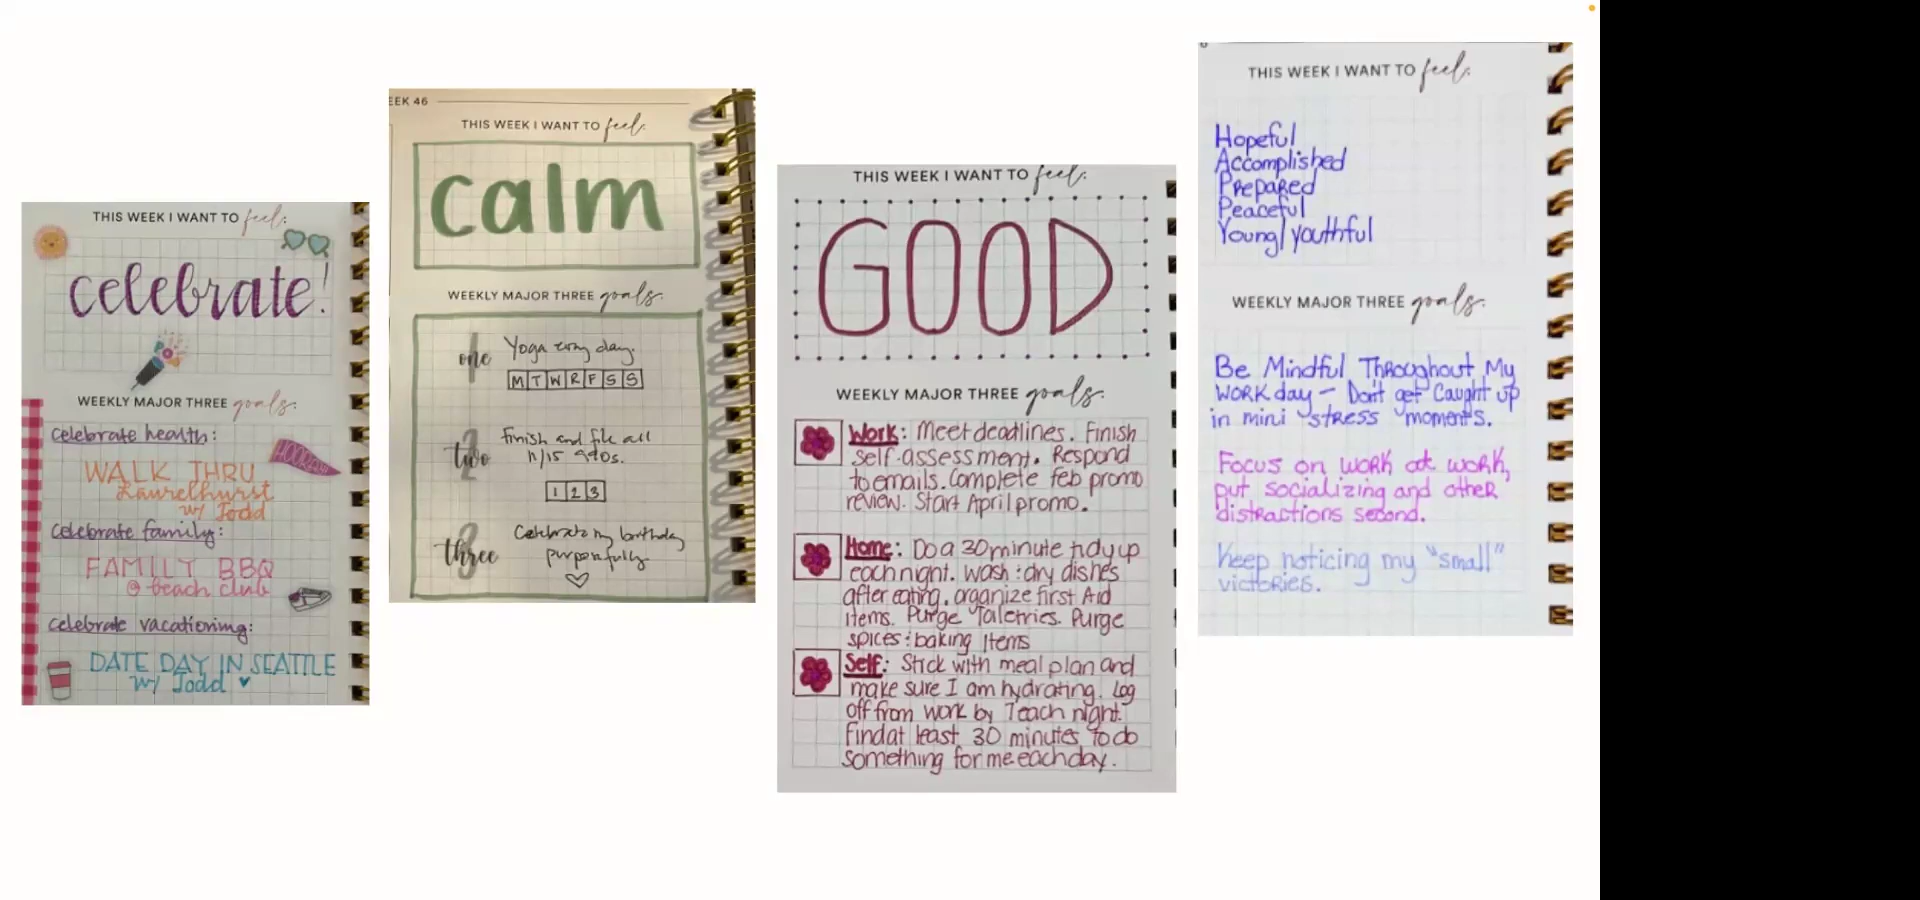 THIS WEEK I WANT TO feel:
celebrate!
WEEKLY MAJOR THREE goals:
celebrate health:
HOORAY!
WALK THRU
Laurelhurst
w/ Todd
celebrate family:
FAMILY BBQ
@ beach club
celebrate vacationing:
DATE DAY IN SEATTLE
w/ Todd
EEK 46
THIS WEEK I WANT TO feel:
calm
WEEKLY MAJOR THREE goals:
1 one
Yoga every day.
M T W R F S S
2 two
Finish and file all
11/15 990s.
1 2 3
3 three
Celebrate my birthday
purposefully
THIS WEEK I WANT TO feel:
GOOD
WEEKLY MAJOR THREE goals:
Work: Meet deadlines. Finish
self-assessment. Respond
to emails. Complete feb promo
review. Start April promo.
Home: Do a 30 minute tidy up
each night. Wash : dry dishes
after eating. organize first Aid
items. Purge Toiletries. Purge
spices : baking Items
Self: Stick with meal plan and
make sure I am hydrating. Log
off from work by 7 each night.
Find at least 30 minutes to do
something for me each day.
THIS WEEK I WANT TO feel:
Hopeful
Accomplished
Prepared
Peaceful
Young/youthful
WEEKLY MAJOR THREE goals:
Be Mindful Throughout My
Work day – Don't get Caught up
in mini "stress" moments.
Focus on work at work,
put socializing and other
distractions second.
Keep noticing my "small"
victories.